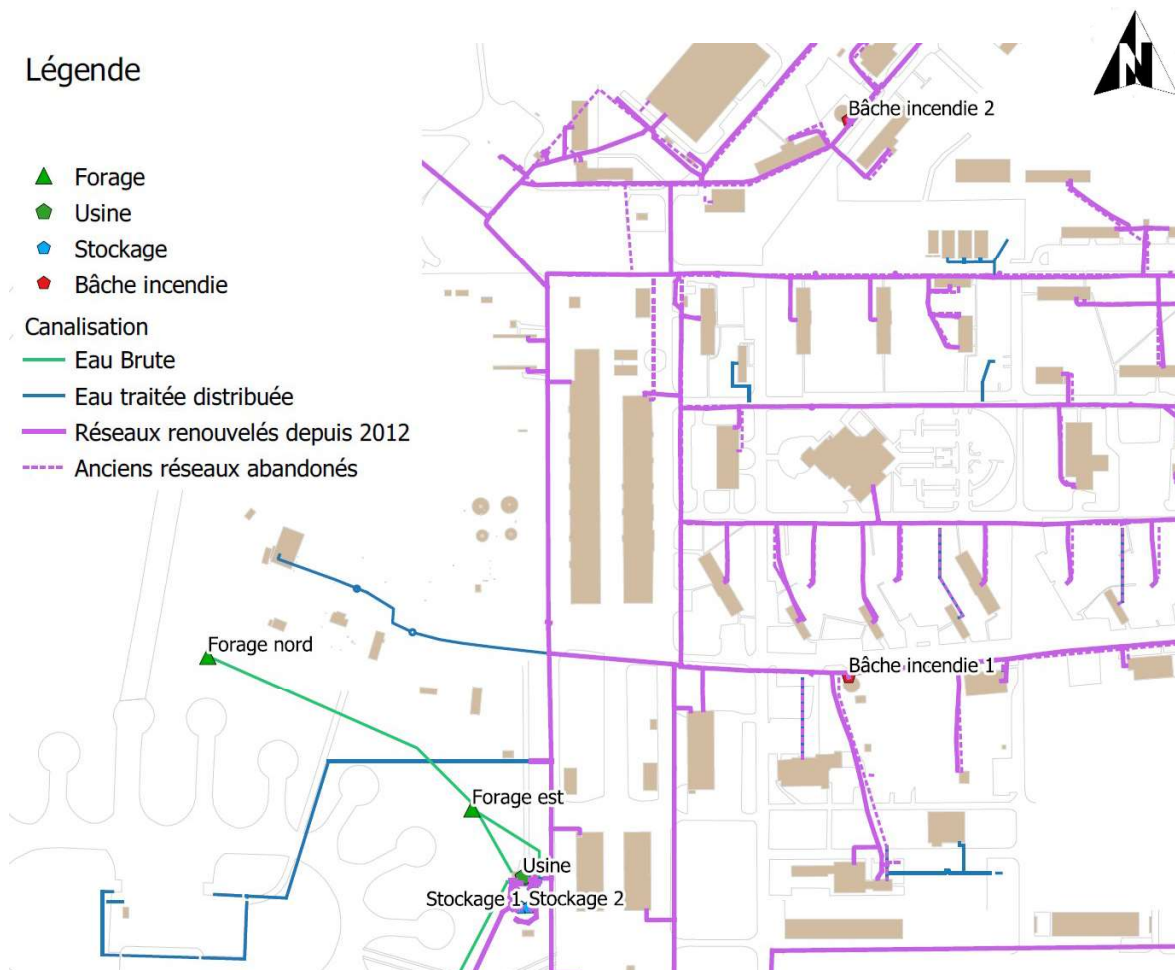 N
Légende
Forage
Usine
Stockage
Bâche incendie
Canalisation
Eau Brute
Eau traitée distribuée
Réseaux renouvelés depuis 2012
Anciens réseaux abandonés
Bâche incendie 2
Forage nord
Bâche incendie 1
Forage est
Usine
Stockage 1 Stockage 2